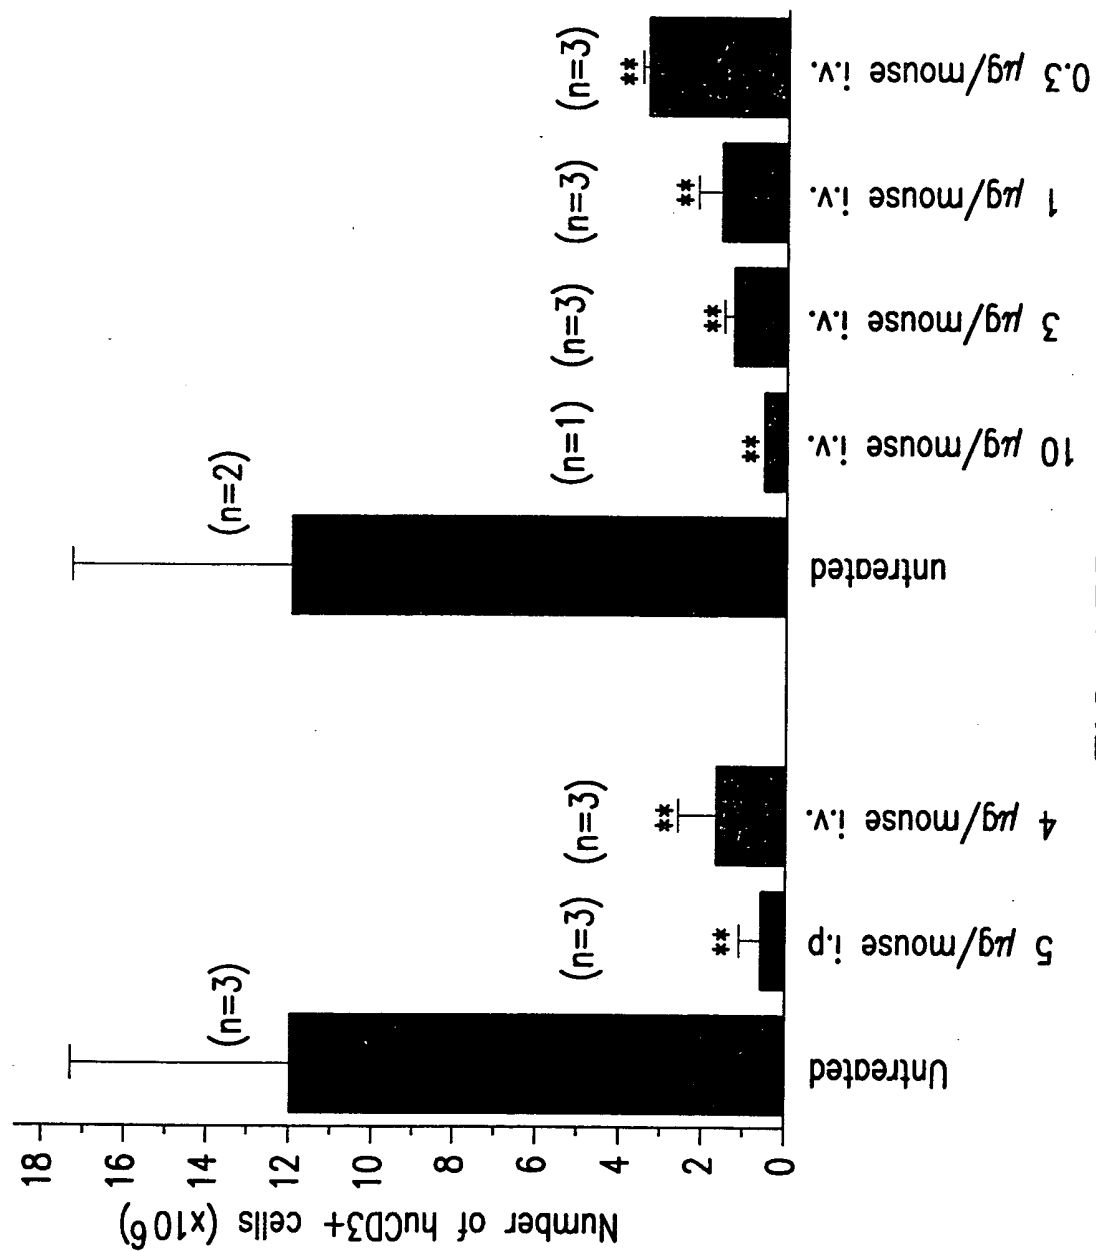 Number of huCD3+ cells (x10⁶)
18
16
14
12
10
8
6
4
2
0
(n=3)
(n=3)
**
(n=3)
**
(n=2)
(n=1)
**
(n=3)
**
(n=3)
**
(n=3)
**
Untreated
5 µg/mouse i.p
4 µg/mouse i.v.
untreated
10 µg/mouse i.v.
3 µg/mouse i.v.
1 µg/mouse i.v.
0.3 µg/mouse i.v.